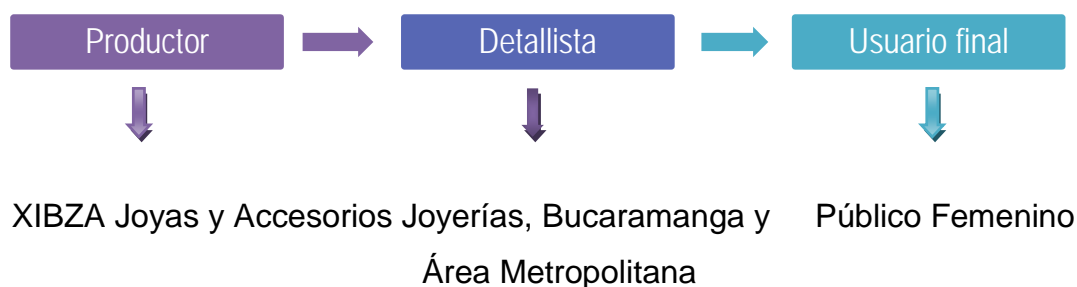 Productor
Detallista
Usuario final
XIBZA Joyas y Accesorios Joyerías, Bucaramanga y Público Femenino
Área Metropolitana